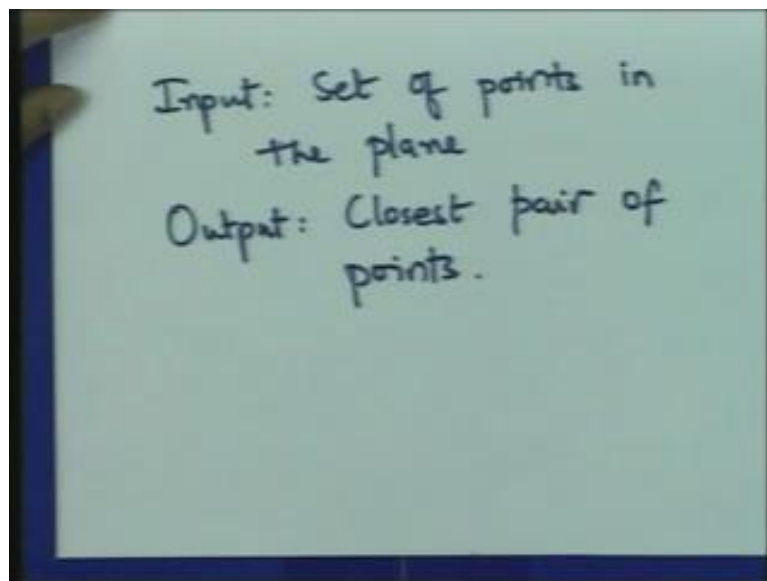 Input: Set of points in
the plane
Output: Closest pair of
points.